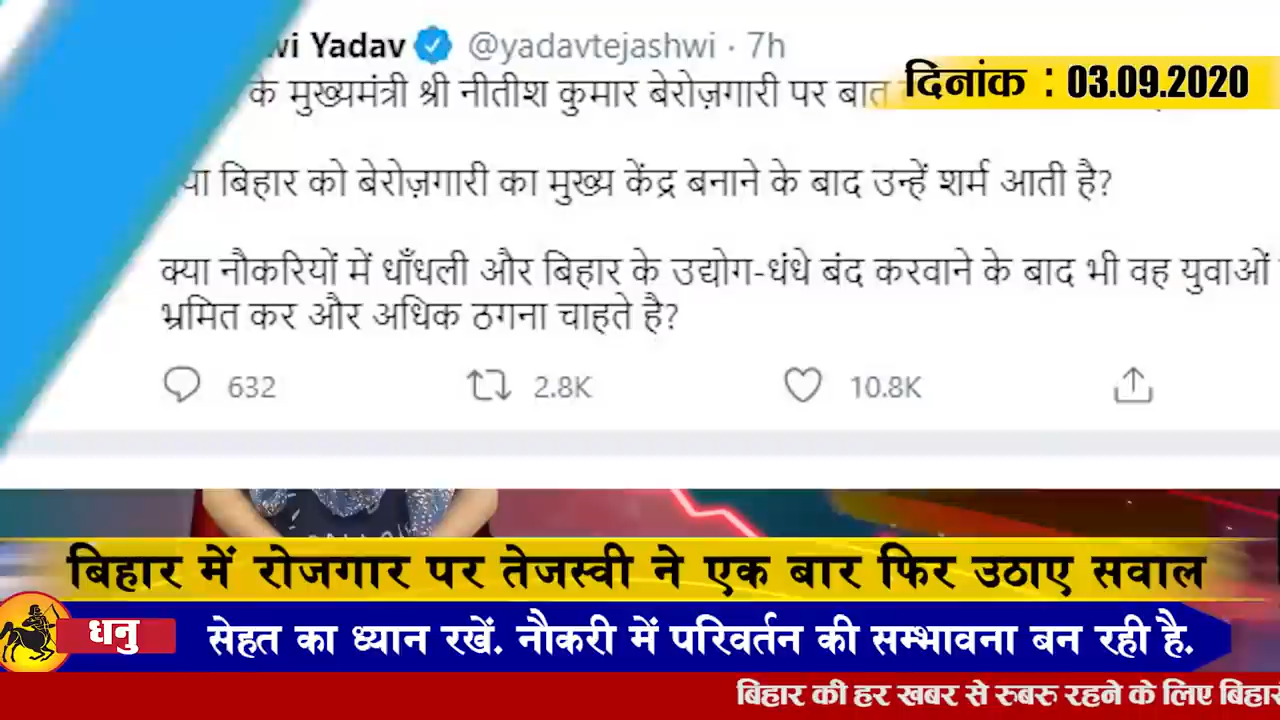 Yadav @yadavtejashwi · 7h
दिनांक : 03.09.2020
के मुख्यमंत्री श्री नीतीश कुमार बेरोज़गारी पर बात
बिहार को बेरोज़गारी का मुख्य केंद्र बनाने के बाद उन्हें शर्म आती है?
क्या नौकरियों में धाँधली और बिहार के उद्योग-धंधे बंद करवाने के बाद भी वह युवाओं
भ्रमित कर और अधिक ठगना चाहते है?
632 2.8K 10.8K
बिहार में रोजगार पर तेजस्वी ने एक बार फिर उठाए सवाल
धनु सेहत का ध्यान रखें. नौकरी में परिवर्तन की सम्भावना बन रही है.
बिहार की हर खबर से रुबरु रहने के लिए